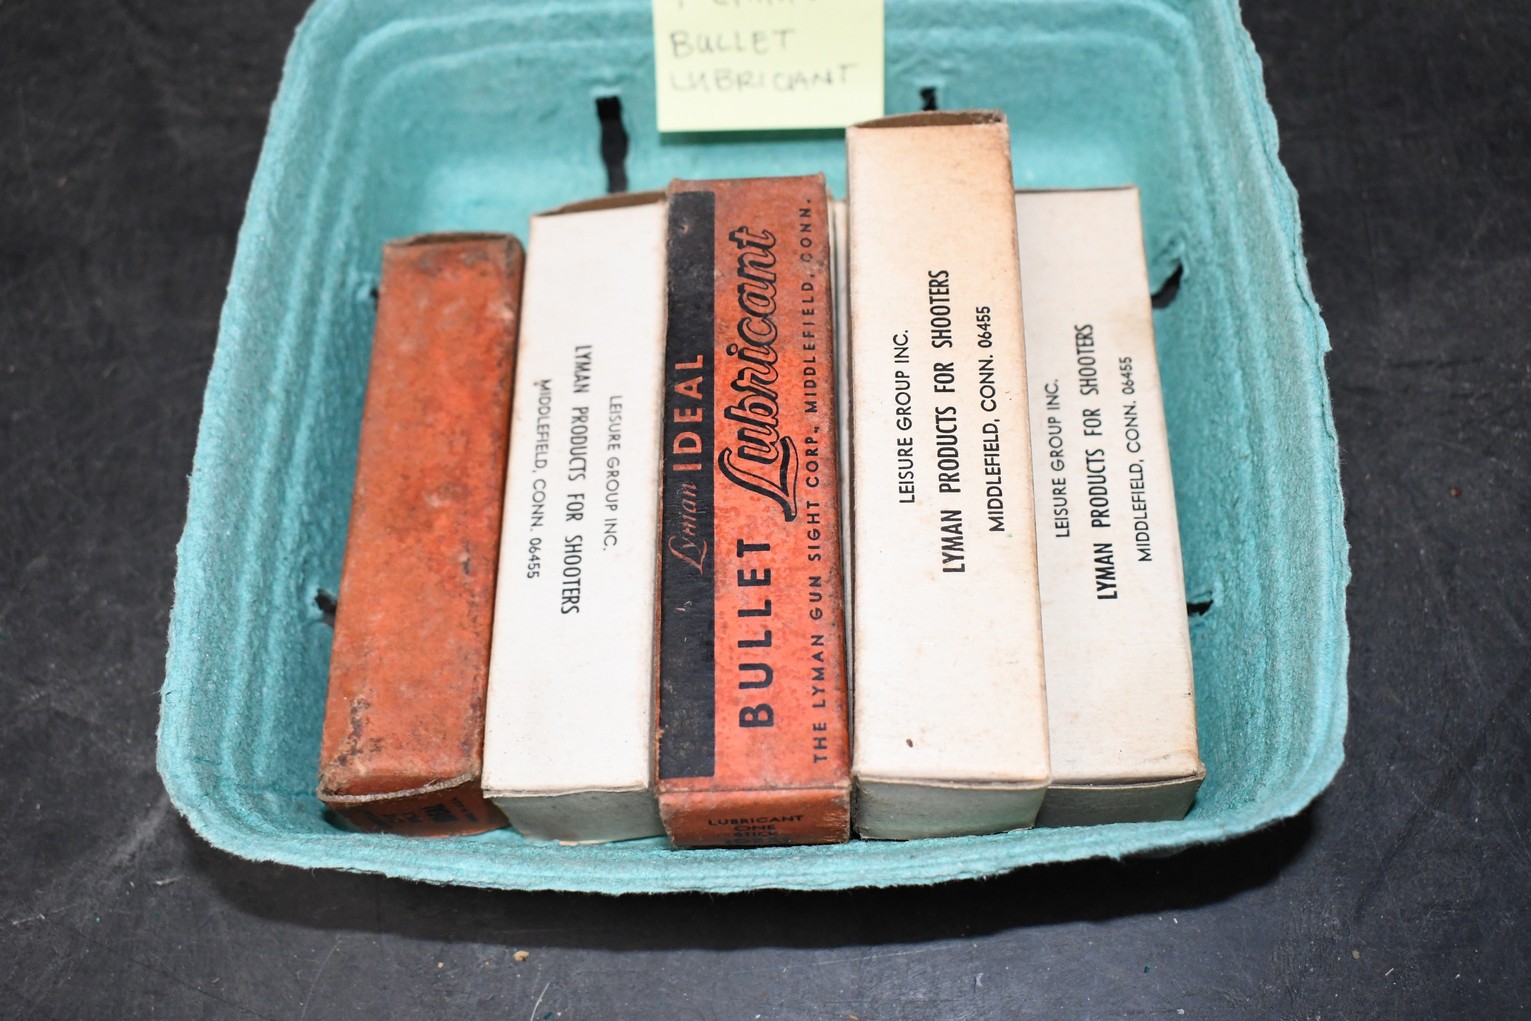 BULLET
LUBRICANT
LEISURE GROUP INC.
LYMAN PRODUCTS FOR SHOOTERS
MIDDLEFIELD, CONN. 06455
Lyman IDEAL
BULLET Lubricant
THE LYMAN GUN SIGHT CORP., MIDDLEFIELD, CONN.
LUBRICANT
ONE
STICK
LEISURE GROUP INC.
LYMAN PRODUCTS FOR SHOOTERS
MIDDLEFIELD, CONN. 06455
LEISURE GROUP INC.
LYMAN PRODUCTS FOR SHOOTERS
MIDDLEFIELD, CONN. 06455